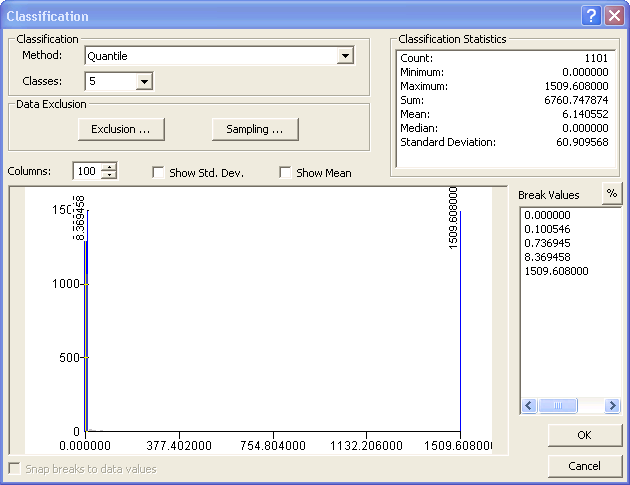 Classification
Classification
Method: Quantile
Classes: 5
Data Exclusion
Exclusion ...
Sampling ...
Classification Statistics
Count: 1101
Minimum: 0.000000
Maximum: 1509.608000
Sum: 6760.747874
Mean: 6.140552
Median: 0.000000
Standard Deviation: 60.909568
Columns: 100
Show Std. Dev.
Show Mean
Break Values
%
0.000000
0.100546
0.736945
8.369458
1509.608000
8.369458
1509.608000
1000
500
0
0.000000
377.402000
754.804000
1132.206000
1509.608000
OK
Cancel
Snap breaks to data values